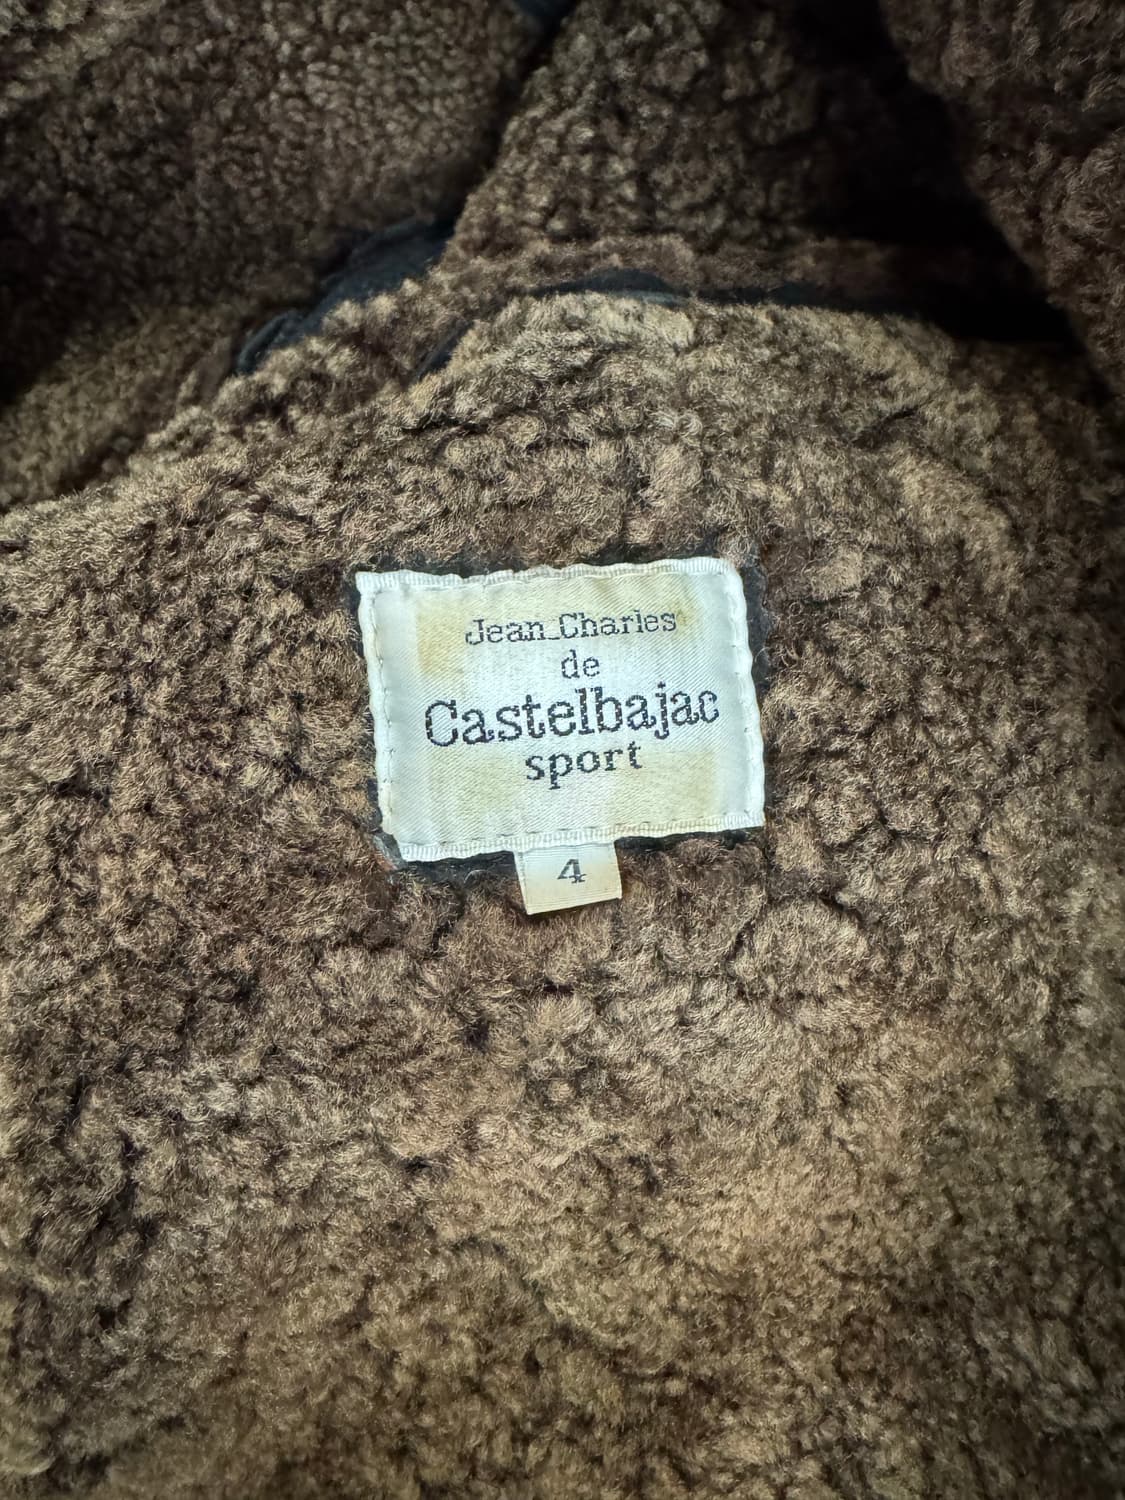 Jean_Charles
de
Castelbajac
sport
4